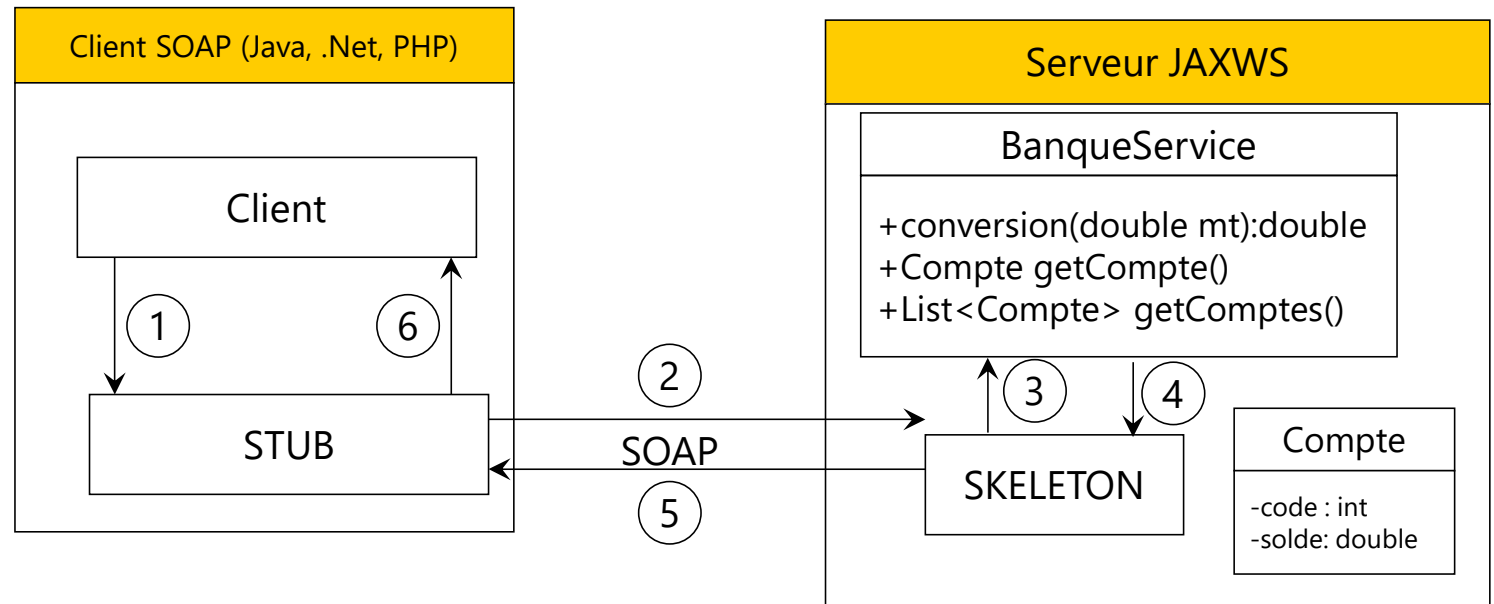 Client SOAP (Java, .Net, PHP)
Client
1
6
STUB
2
SOAP
5
Serveur JAXWS
BanqueService
+conversion(double mt):double
+Compte getCompte()
+List<Compte> getComptes()
3
4
SKELETON
Compte
-code : int
-solde: double